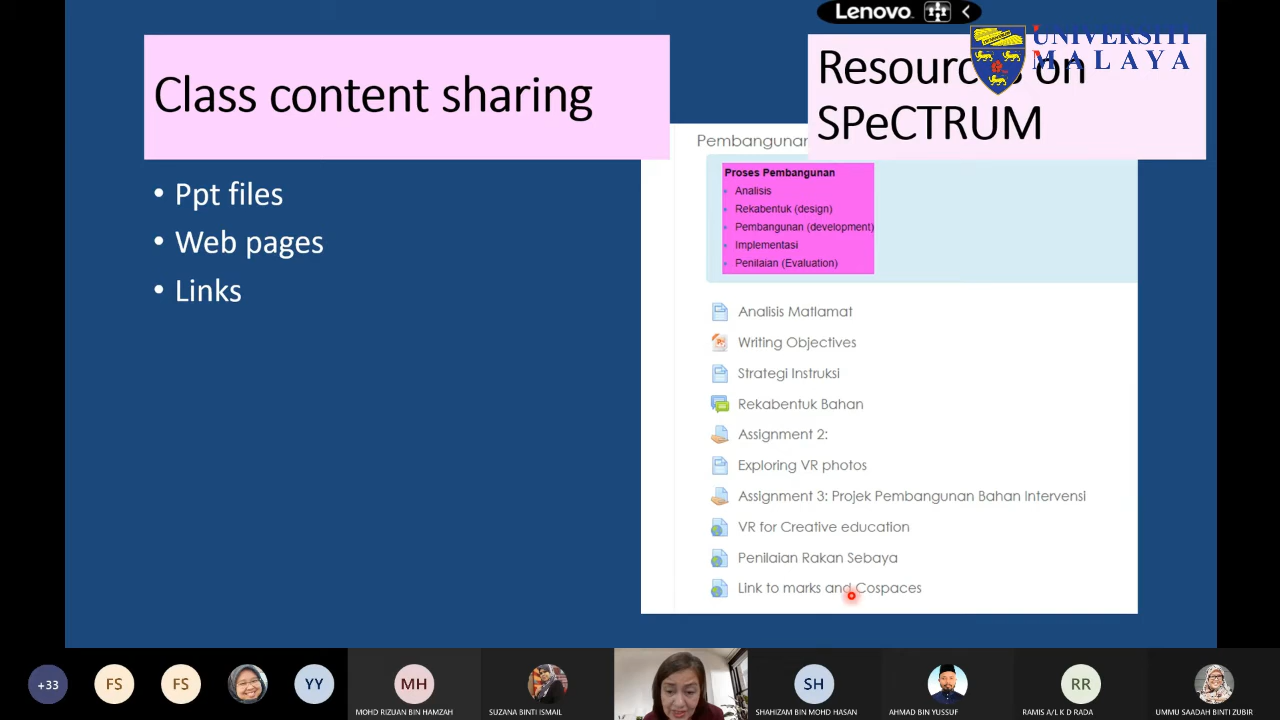 Lenovo
UNIVERSITI
MALAYA
Class content sharing
Resources on
SPeCTRUM
Ppt files
Web pages
Links
Proses Pembangunan
Analisis
Rekabentuk (design)
Pembangunan (development)
Implementasi
Penilaian (Evaluation)
Analisis Matlamat
Writing Objectives
Strategi Instruksi
Rekabentuk Bahan
Assignment 2:
Exploring VR photos
Assignment 3: Projek Pembangunan Bahan Intervensi
VR for Creative education
Penilaian Rakan Sebaya
Link to marks and Cospaces
+33
FS
FS
YY
MH
SH
RR
MOHD RIZUAN BIN HAMZAH
SUZANA BINTI ISMAIL
SHAHIZAM BIN MOHD HASAN
AHMAD BIN YUSSUF
RAMIS A/L K D RADA
UMMU SAADAH BINTI ZUBIR